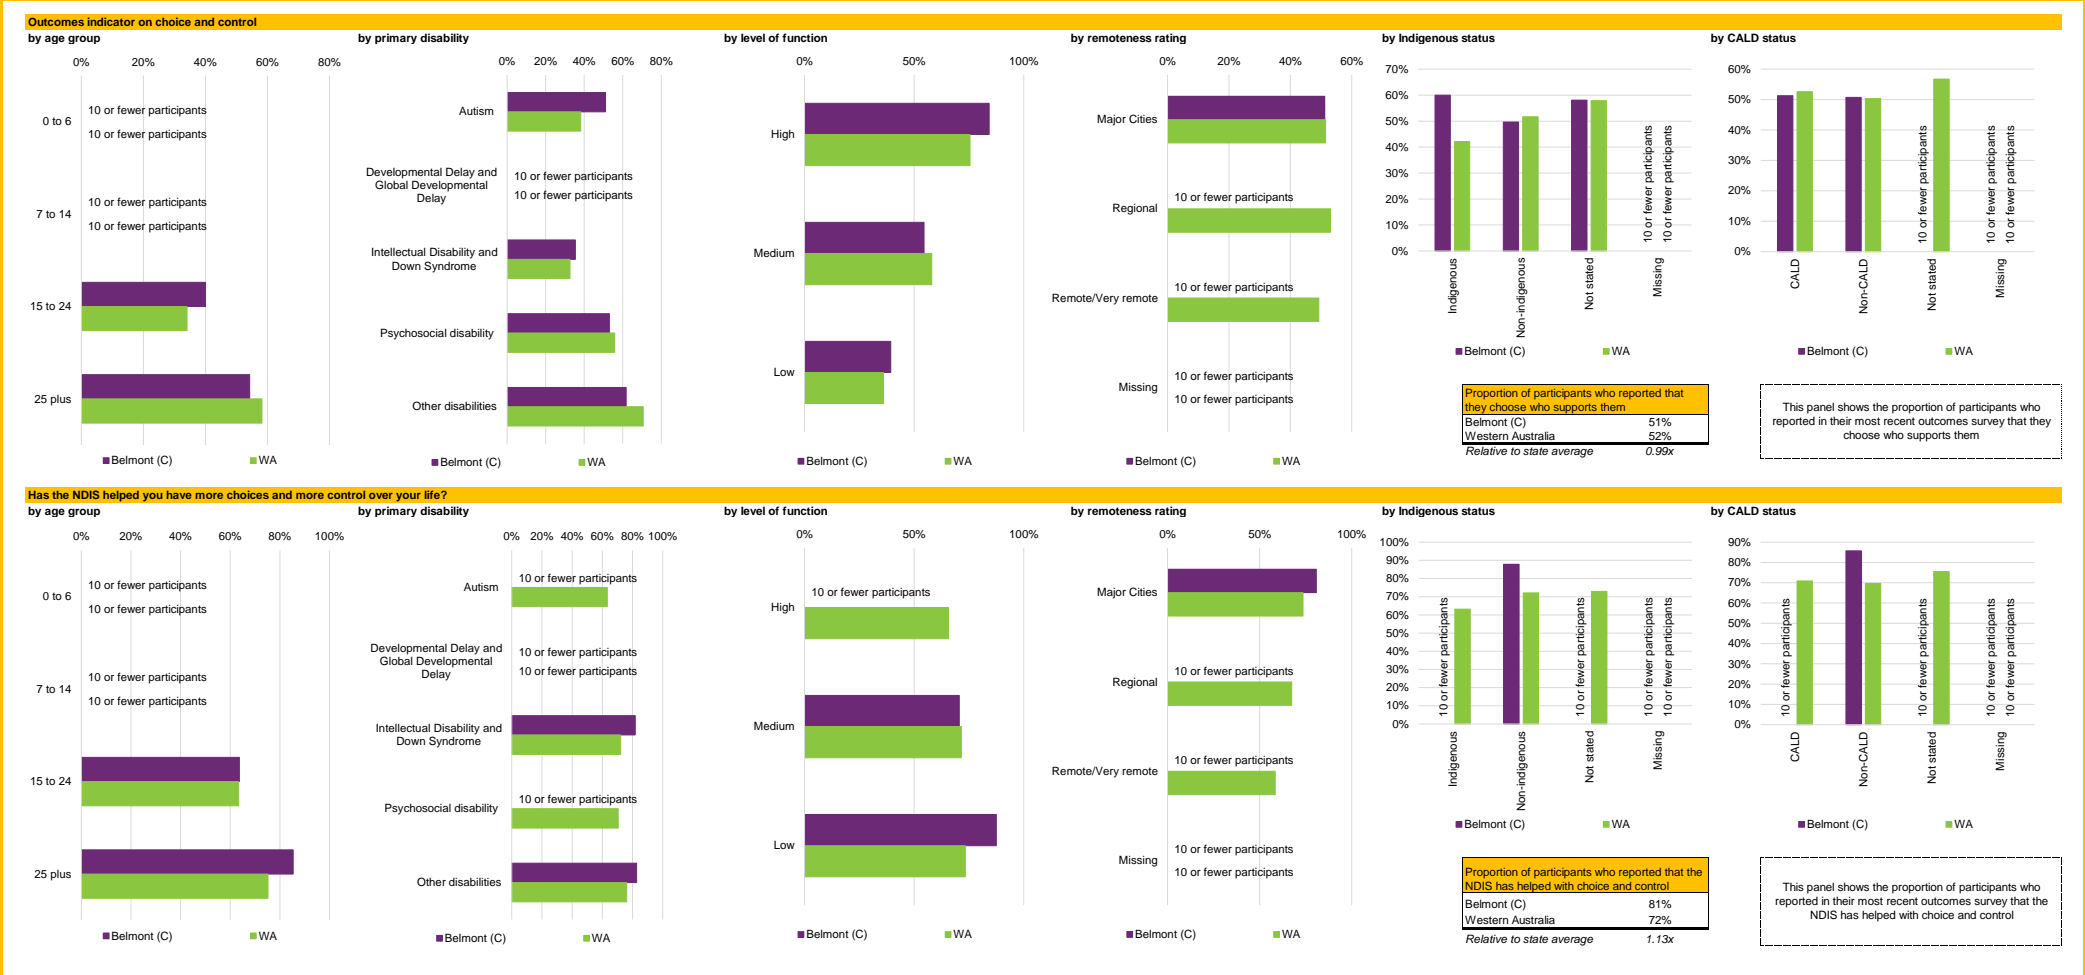 Outcomes indicator on choice and control
by age group
0% 20% 40% 60% 80%
0 to 6
10 or fewer participants
10 or fewer participants
7 to 14
10 or fewer participants
10 or fewer participants
15 to 24
25 plus
Belmont (C) WA
by primary disability
0% 20% 40% 60% 80%
Autism
Developmental Delay and
Global Developmental
Delay
10 or fewer participants
10 or fewer participants
Intellectual Disability and
Down Syndrome
Psychosocial disability
Other disabilities
Belmont (C) WA
by level of function
0% 50% 100%
High
Medium
Low
Belmont (C) WA
by remoteness rating
0% 20% 40% 60%
Major Cities
Regional
10 or fewer participants
Remote/Very remote
10 or fewer participants
Missing
10 or fewer participants
10 or fewer participants
Belmont (C) WA
by Indigenous status
70%
60%
50%
40%
30%
20%
10%
0%
10 or fewer participants
10 or fewer participants
Indigenous
Non-indigenous
Not stated
Missing
Belmont (C) WA
by CALD status
60%
50%
40%
30%
20%
10%
0%
10 or fewer participants
10 or fewer participants
10 or fewer participants
CALD
Non-CALD
Not stated
Missing
Belmont (C) WA
Proportion of participants who reported that
they choose who supports them
Belmont (C) 51%
Western Australia 52%
Relative to state average 0.99x
This panel shows the proportion of participants who
reported in their most recent outcomes survey that they
choose who supports them
Has the NDIS helped you have more choices and more control over your life?
by age group
0% 20% 40% 60% 80% 100%
0 to 6
10 or fewer participants
10 or fewer participants
7 to 14
10 or fewer participants
10 or fewer participants
15 to 24
25 plus
Belmont (C) WA
by primary disability
0% 20% 40% 60% 80% 100%
Autism
10 or fewer participants
Developmental Delay and
Global Developmental
Delay
10 or fewer participants
10 or fewer participants
Intellectual Disability and
Down Syndrome
Psychosocial disability
10 or fewer participants
Other disabilities
Belmont (C) WA
by level of function
0% 50% 100%
High
10 or fewer participants
Medium
Low
Belmont (C) WA
by remoteness rating
0% 50% 100%
Major Cities
Regional
10 or fewer participants
Remote/Very remote
10 or fewer participants
Missing
10 or fewer participants
10 or fewer participants
Belmont (C) WA
by Indigenous status
100%
90%
80%
70%
60%
50%
40%
30%
20%
10%
0%
10 or fewer participants
10 or fewer participants
10 or fewer participants
10 or fewer participants
Indigenous
Non-indigenous
Not stated
Missing
Belmont (C) WA
by CALD status
90%
80%
70%
60%
50%
40%
30%
20%
10%
0%
10 or fewer participants
10 or fewer participants
10 or fewer participants
10 or fewer participants
CALD
Non-CALD
Not stated
Missing
Belmont (C) WA
Proportion of participants who reported that the
NDIS has helped with choice and control
Belmont (C) 81%
Western Australia 72%
Relative to state average 1.13x
This panel shows the proportion of participants who
reported in their most recent outcomes survey that the
NDIS has helped with choice and control